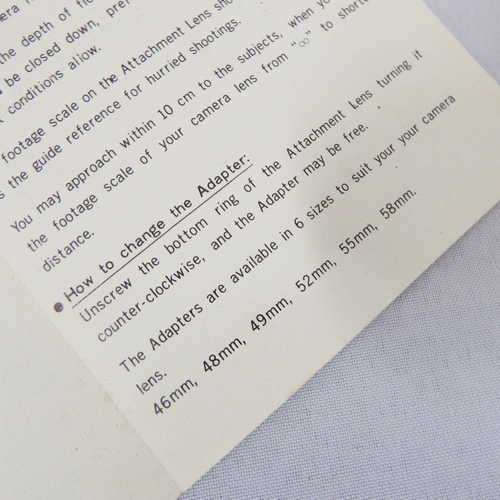 era
the depth of fie
be closed down, pre
conditions allow.
footage scale on the Attachment Lens sho
s the guide reference for hurried shootings.
You may approach within 10 cm to the subjects, when yo
the footage scale of your camera lens from "∞" to shorte
distance.
● How to change the Adapter:
Unscrew the bottom ring of the Attachment Lens turning it
counter-clockwise, and the Adapter may be free.
The Adapters are available in 6 sizes to suit your your camera
lens.
46mm, 48mm, 49mm, 52mm, 55mm, 58mm.